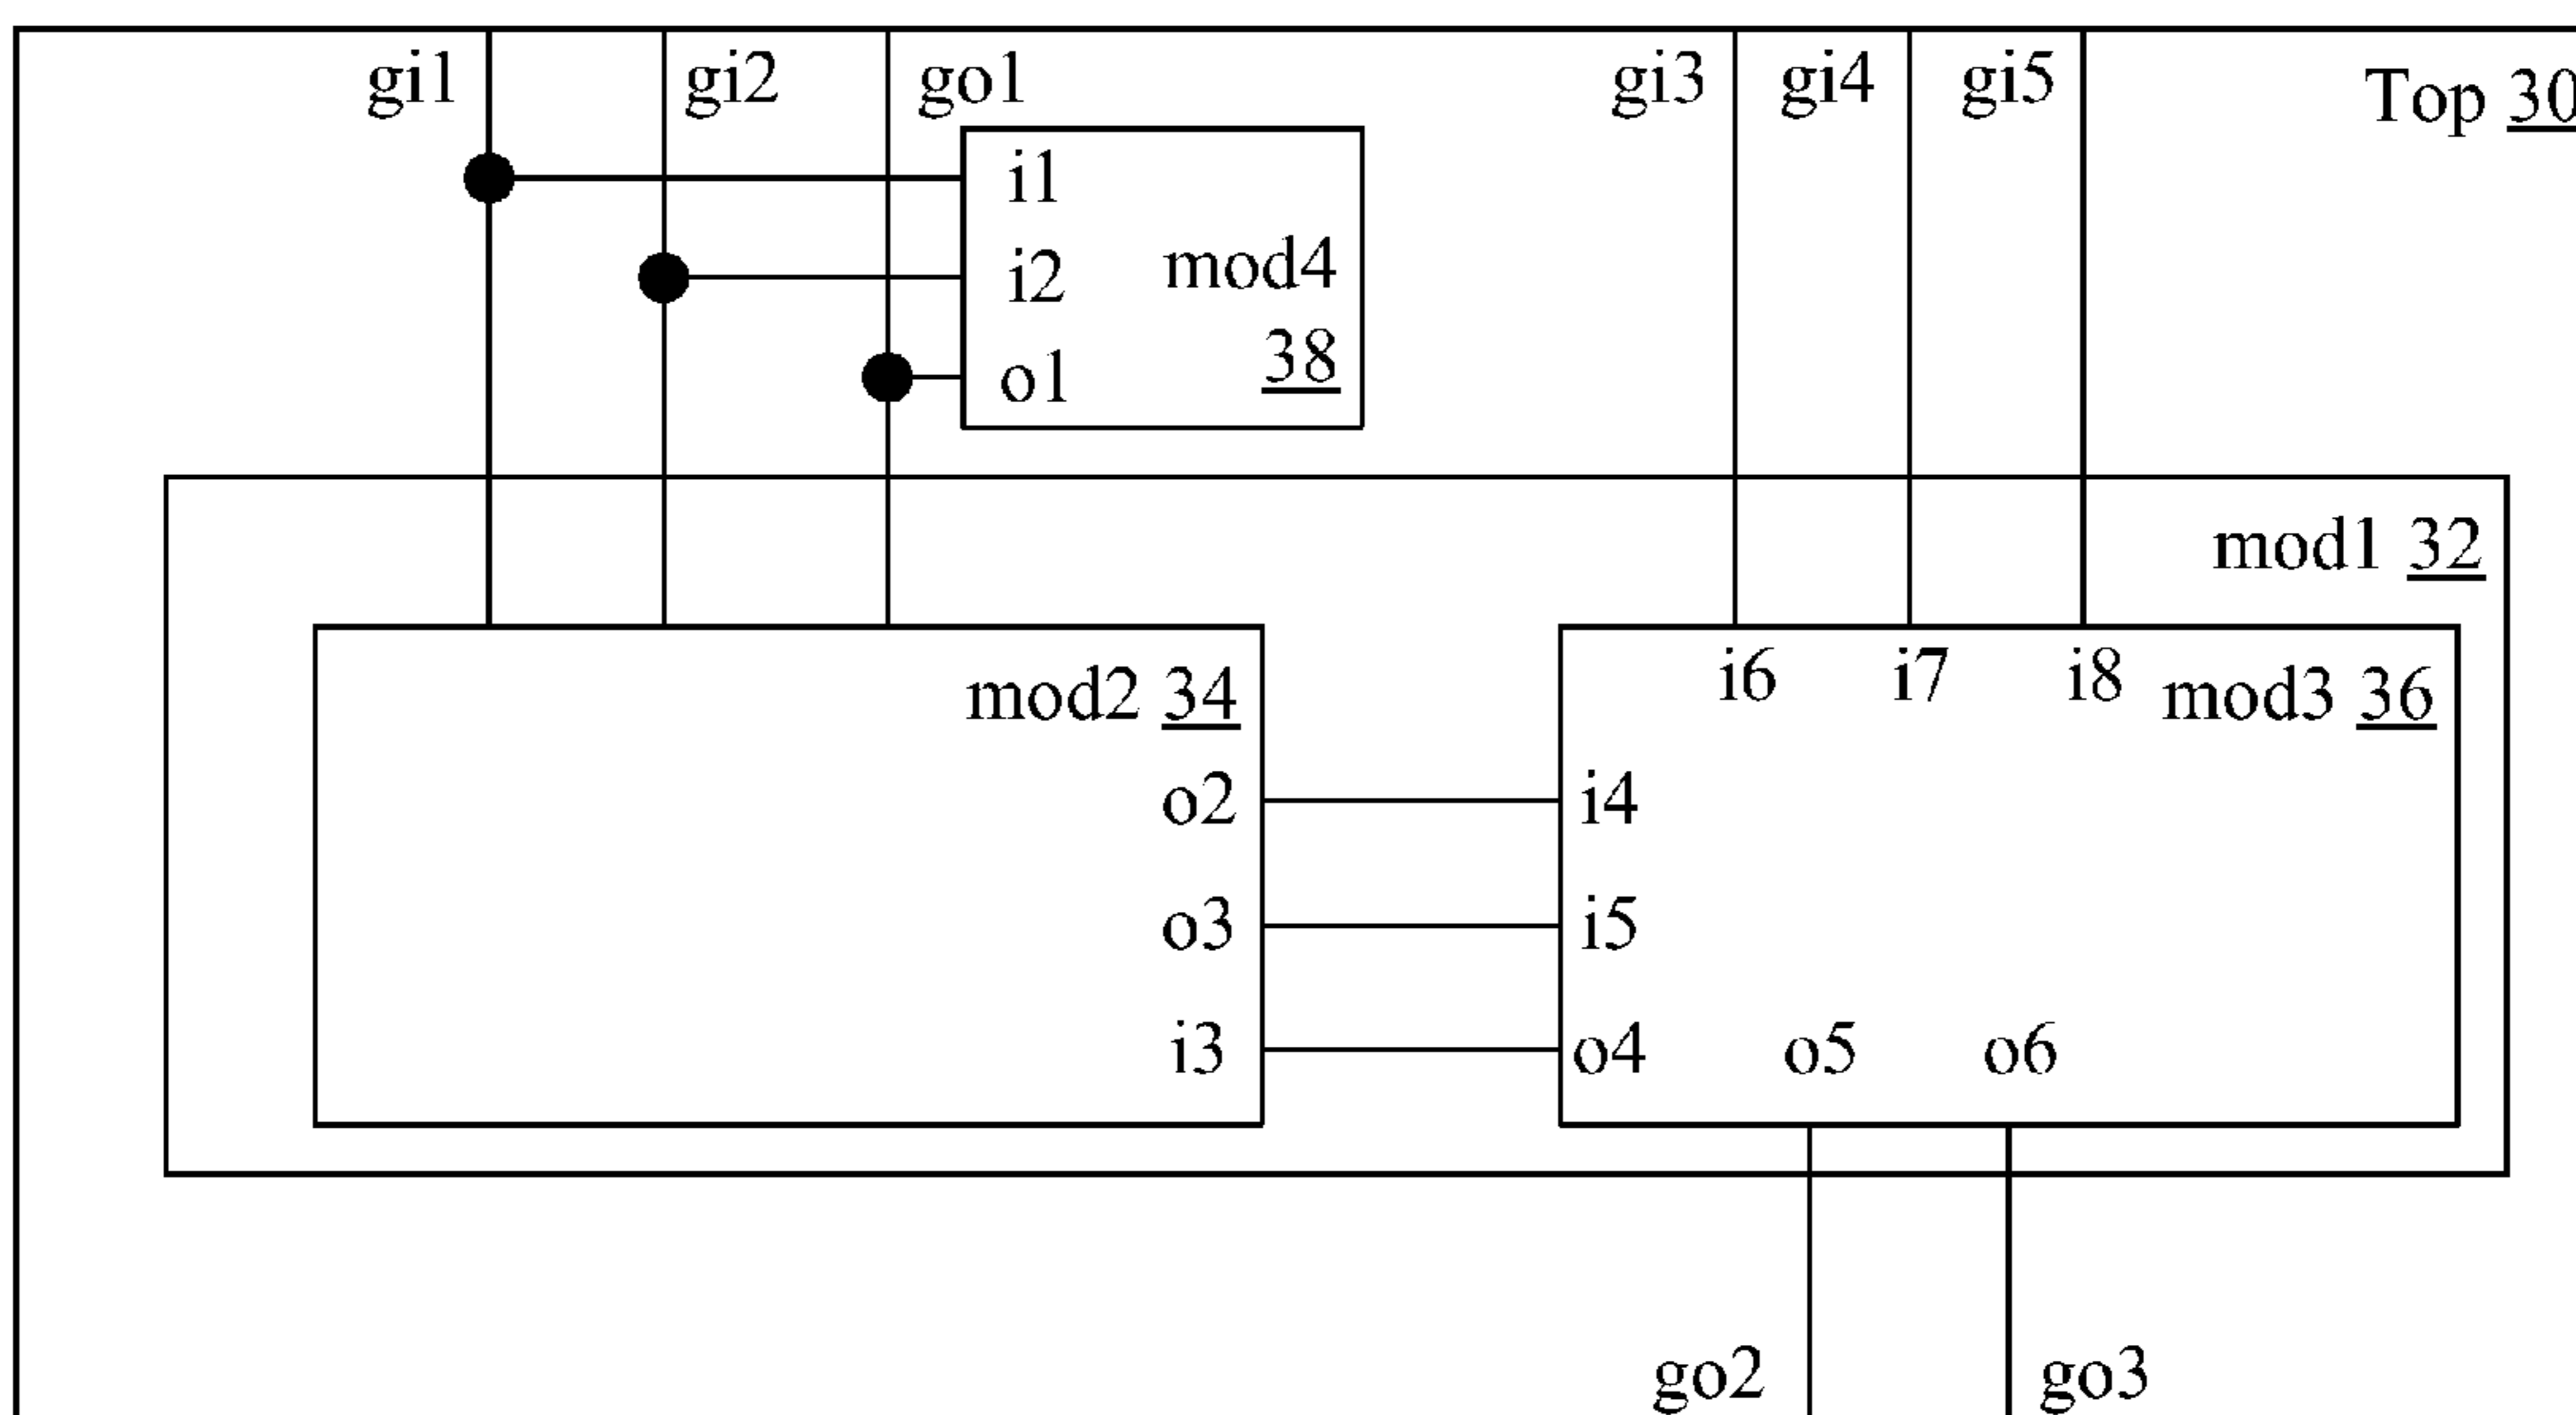 gi1 gi2 go1 gi3 gi4 gi5 Top 30
i1
i2 mod4
38
o1
mod1 32
mod2 34 i6 i7 i8 mod3 36
o2 i4
o3 i5
i3 o4 o5 o6
go2 go3